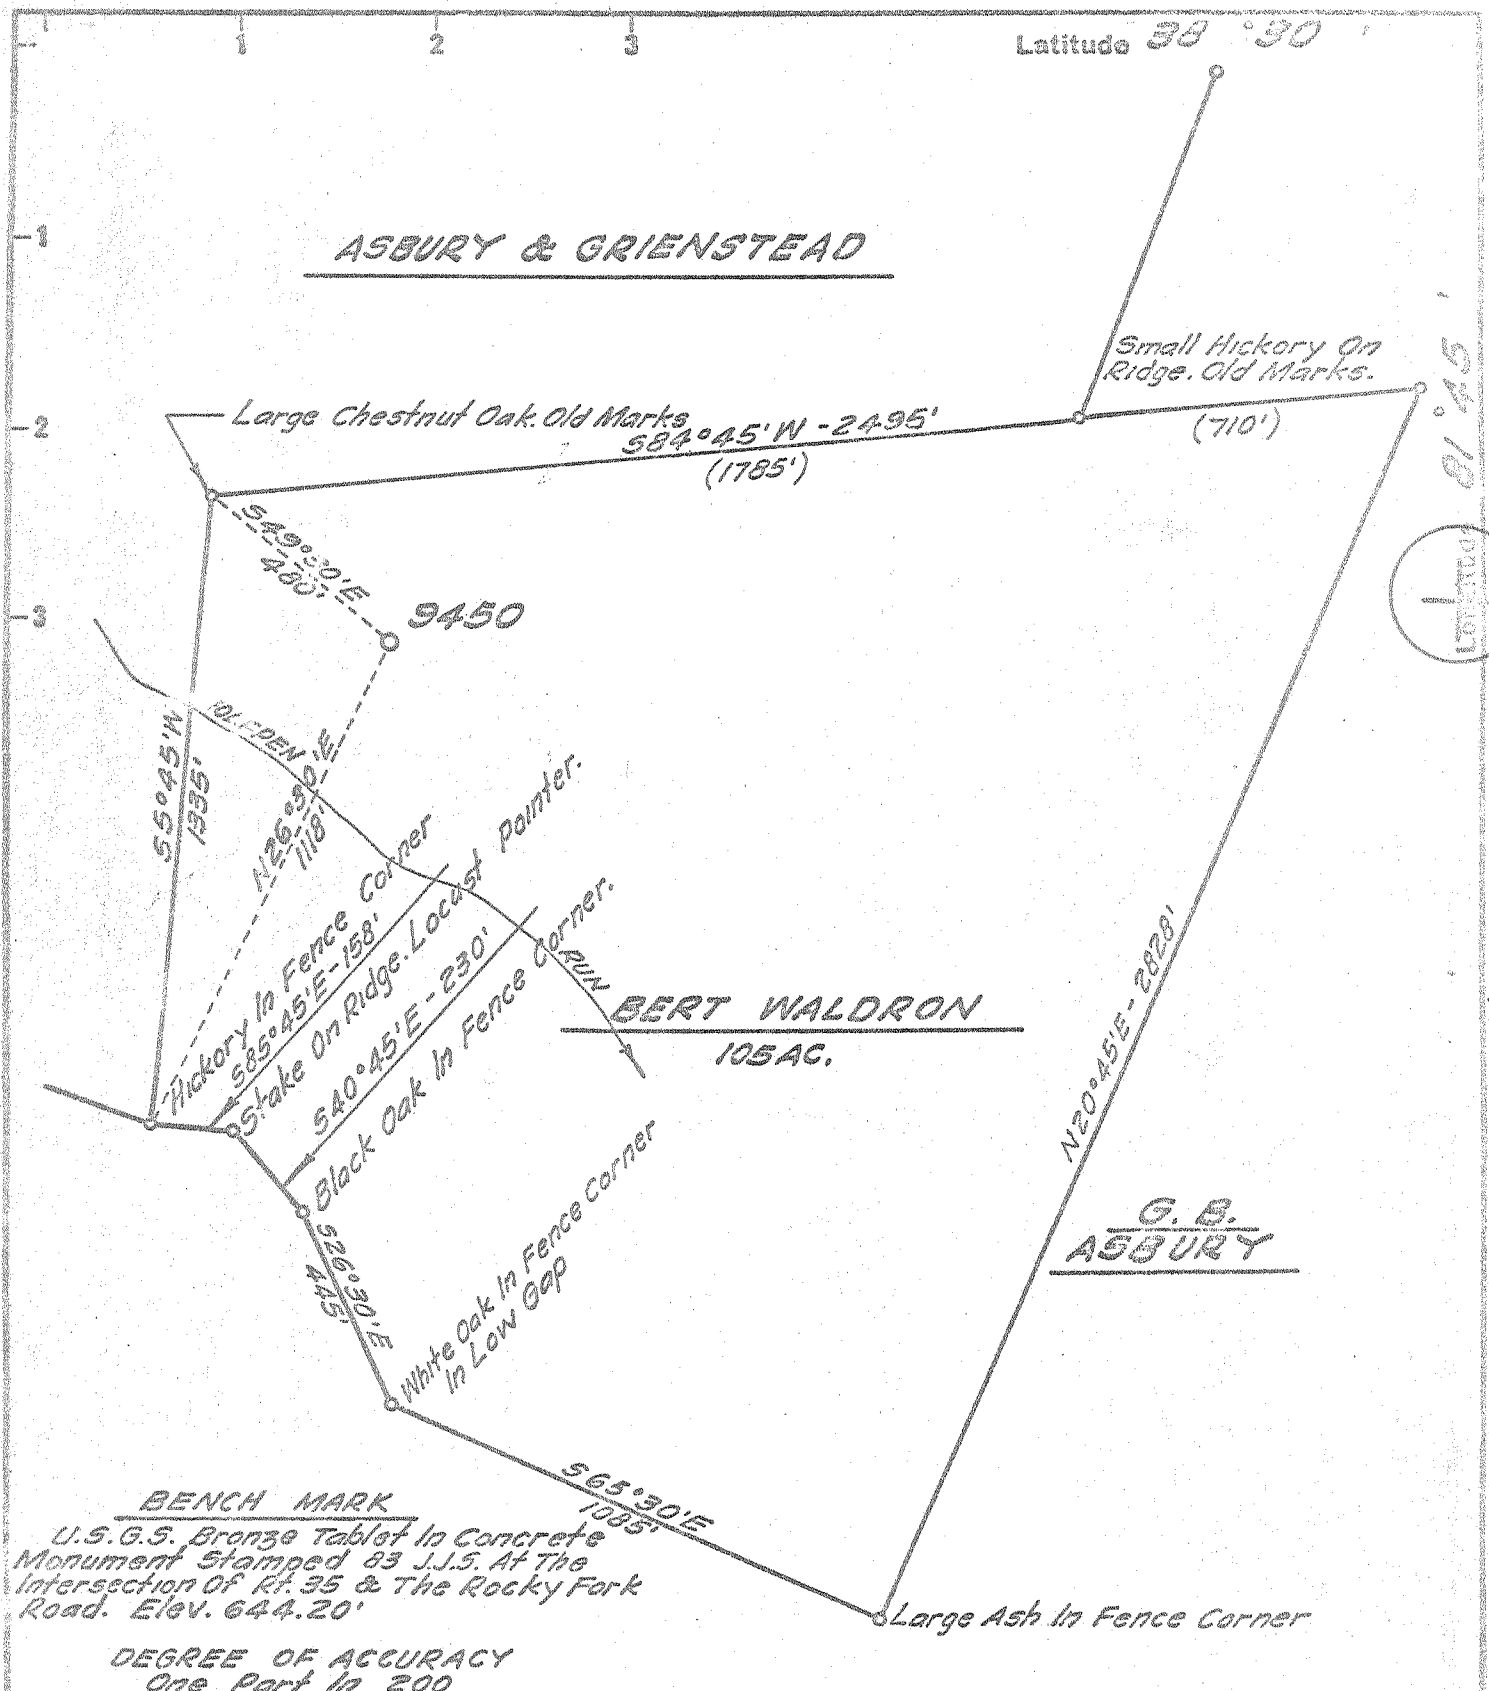 1 2 3
Latitude 38 ° 30 '
1
ASBURY & GRIENSTEAD
Small Hickory On
Ridge. Old Marks.
81 ° 45 '
2
Large Chestnut Oak. Old Marks
S84°45'W - 2495'
(1785')
(710')
S49°30'E
480'
9450
3
1
S5°45'W
1335'
RUN
N26°30'E
1118'
Hickory In Fence Corner
S85°45'E - 158'
Stake On Ridge. Locust Pointer.
S40°45'E - 230'
Black Oak In Fence Corner.
BERT WALDRON
105 AC.
N20°45'E - 2828'
G. B.
ASBURY
S26°30'E
445'
White Oak In Fence Corner
In Low Gap
S65°30'E
1085'
BENCH MARK
U.S.G.S. Bronze Tablet In Concrete
Monument Stamped 83 J.J.S. At The
Intersection Of Rt. 35 & The Rocky Fork
Road. Elev. 644.20'
Large Ash In Fence Corner
DEGREE OF ACCURACY
One Part In 200